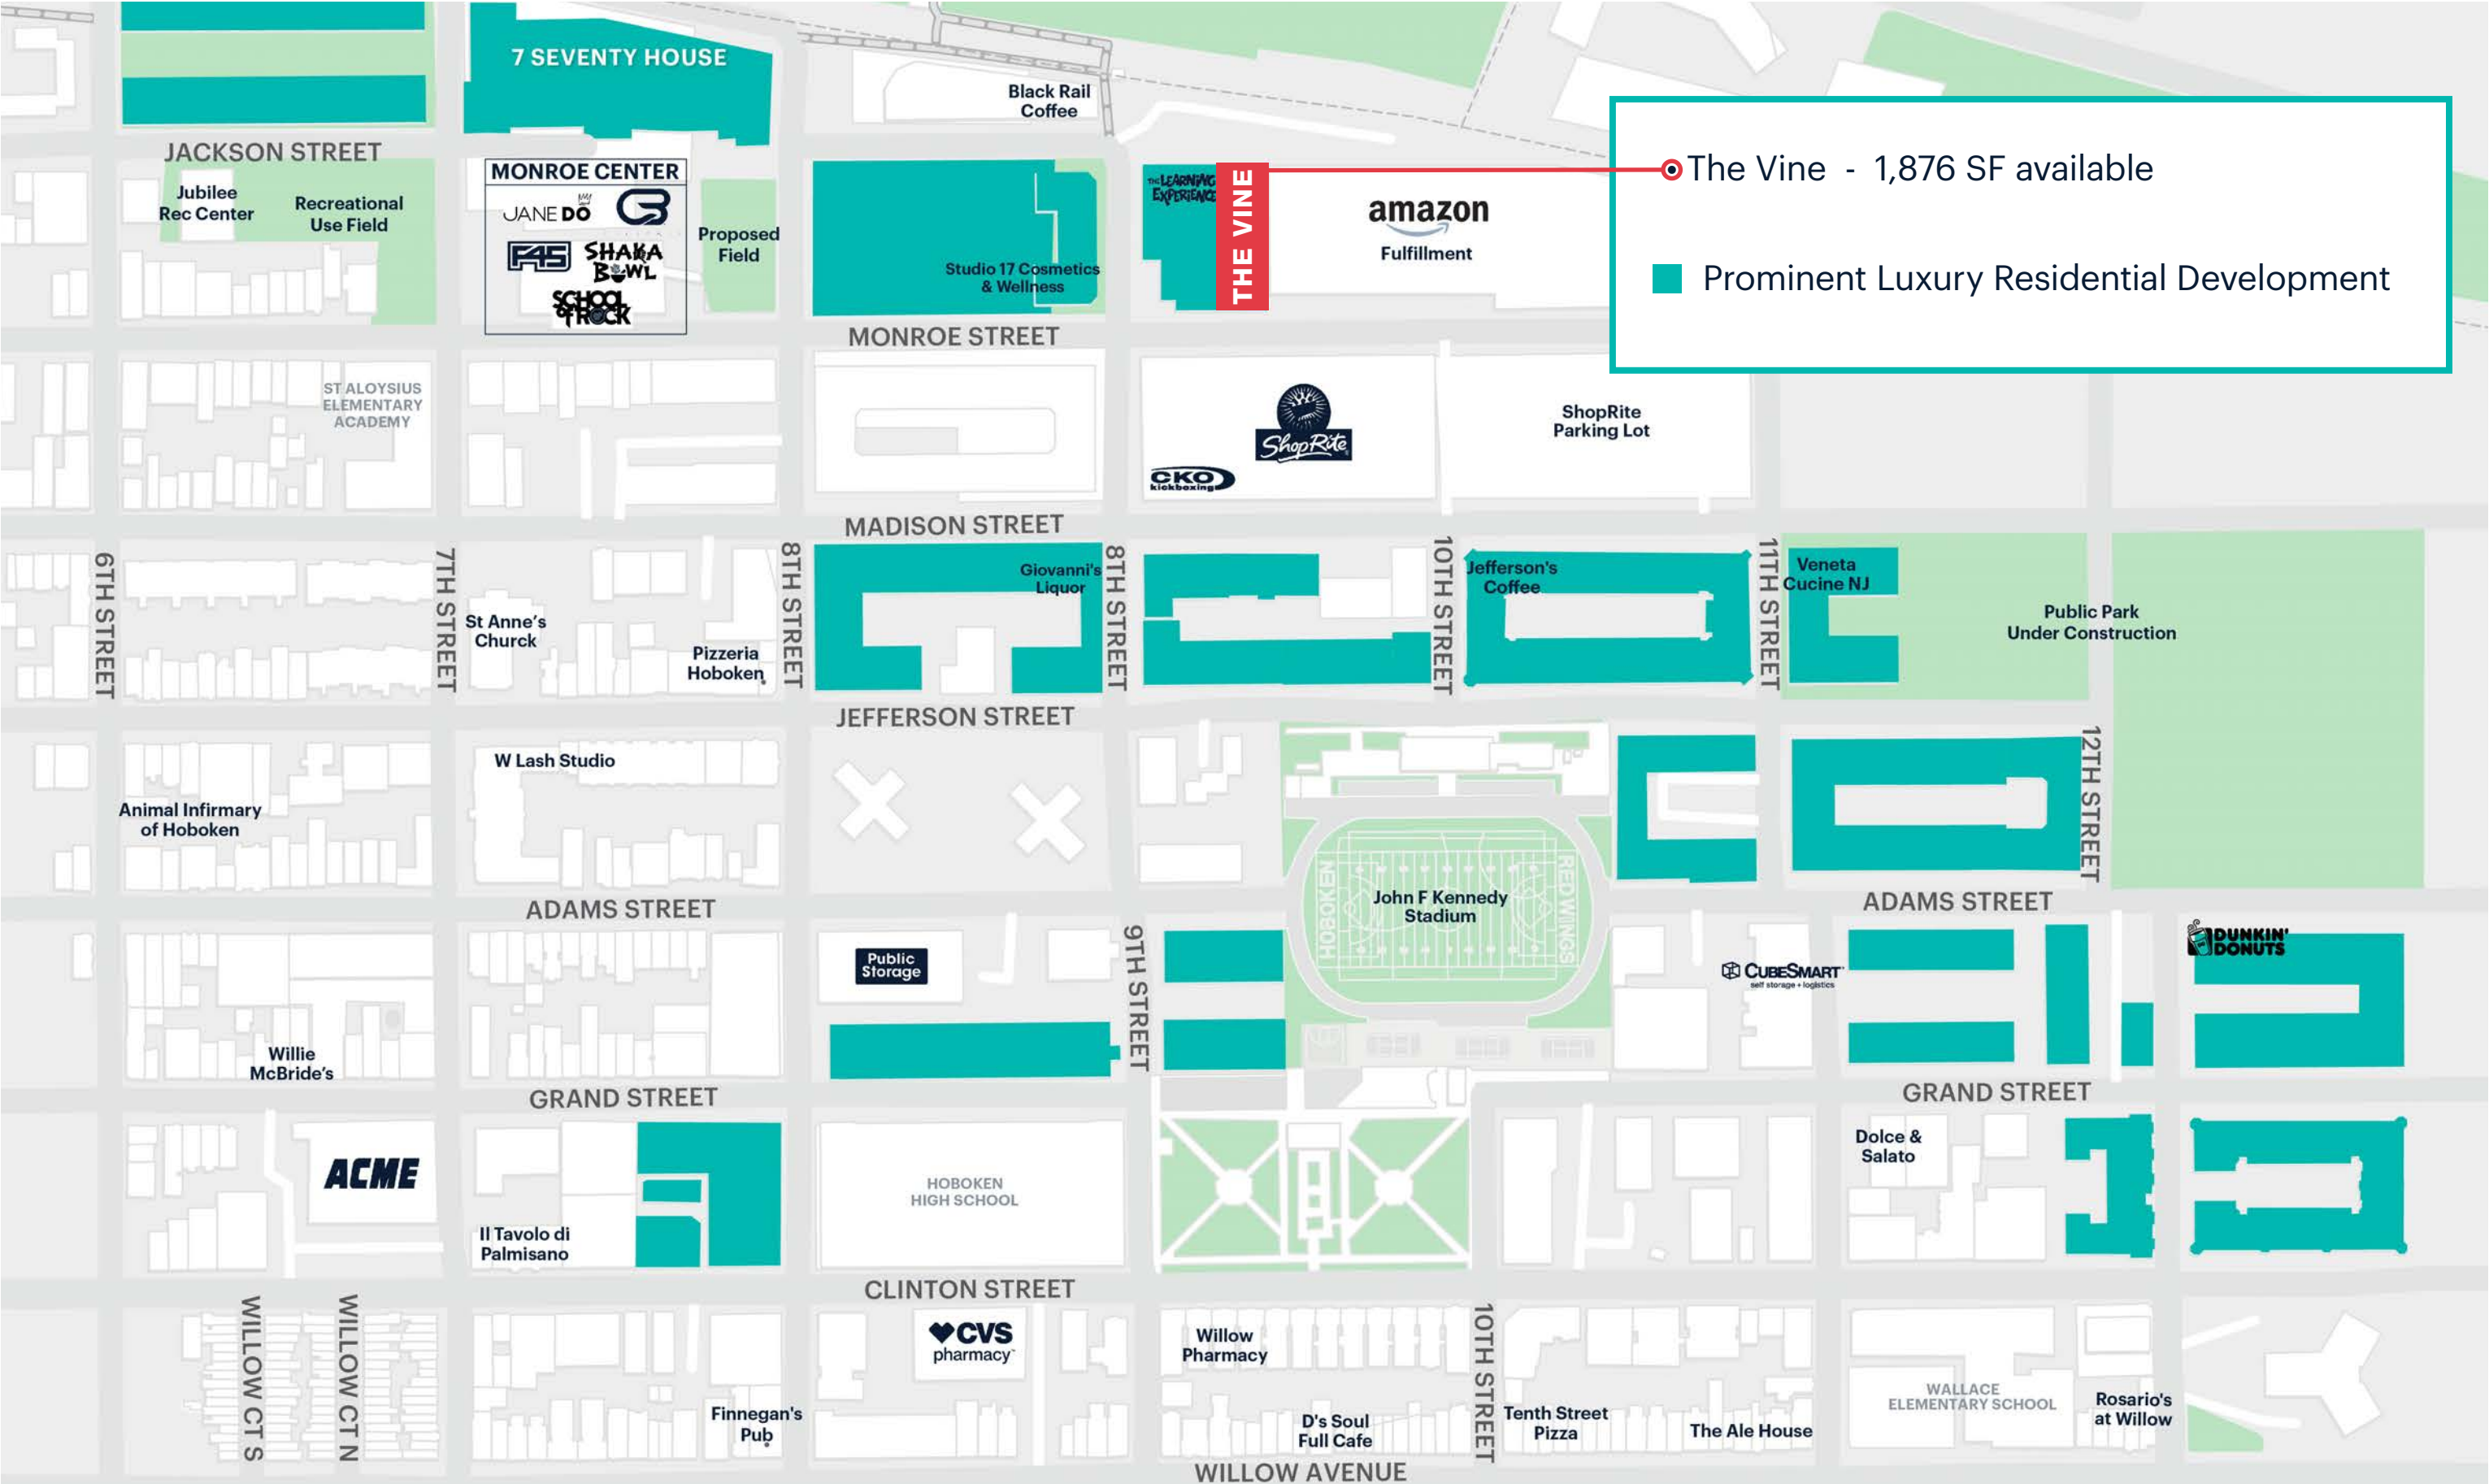 7 SEVENTY HOUSE
Black Rail
Coffee
The Vine - 1,876 SF available
Prominent Luxury Residential Development
JACKSON STREET
Jubilee
Rec Center
Recreational
Use Field
MONROE CENTER
JANE DO
CB
F45
SHAKA
BOWL
SCHOOL
of ROCK
Proposed
Field
Studio 17 Cosmetics
& Wellness
THE LEARNING
EXPERIENCE
THE VINE
amazon
Fulfillment
MONROE STREET
ST ALOYSIUS
ELEMENTARY
ACADEMY
ShopRite
CKO
kickboxing
ShopRite
Parking Lot
MADISON STREET
6TH STREET
7TH STREET
St Anne's
Churck
Pizzeria
Hoboken
8TH STREET
Giovanni's
Liquor
8TH STREET
10TH STREET
Jefferson's
Coffee
11TH STREET
Veneta
Cucine NJ
Public Park
Under Construction
JEFFERSON STREET
W Lash Studio
Animal Infirmary
of Hoboken
HOBOKEN
John F Kennedy
Stadium
REDWINGS
12TH STREET
ADAMS STREET
ADAMS STREET
Public
Storage
9TH STREET
CUBESMART
self storage + logistics
DUNKIN'
DONUTS
Willie
McBride's
GRAND STREET
GRAND STREET
ACME
Il Tavolo di
Palmisano
HOBOKEN
HIGH SCHOOL
Dolce &
Salato
CLINTON STREET
WILLOW CT S
WILLOW CT N
CVS
pharmacy
Willow
Pharmacy
10TH STREET
Finnegan's
Pub
D's Soul
Full Cafe
Tenth Street
Pizza
The Ale House
WALLACE
ELEMENTARY SCHOOL
Rosario's
at Willow
WILLOW AVENUE